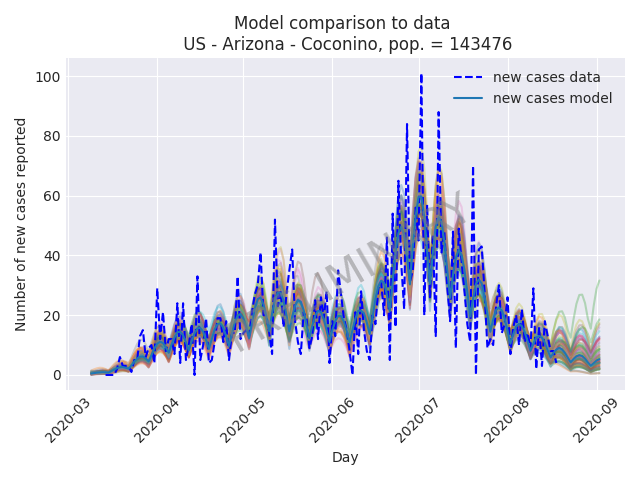 Model comparison to data
US - Arizona - Coconino, pop. = 143476
Number of new cases reported
100
80
60
40
20
0
new cases data
new cases model
2020-03
2020-04
2020-05
2020-06
2020-07
2020-08
2020-09
Day